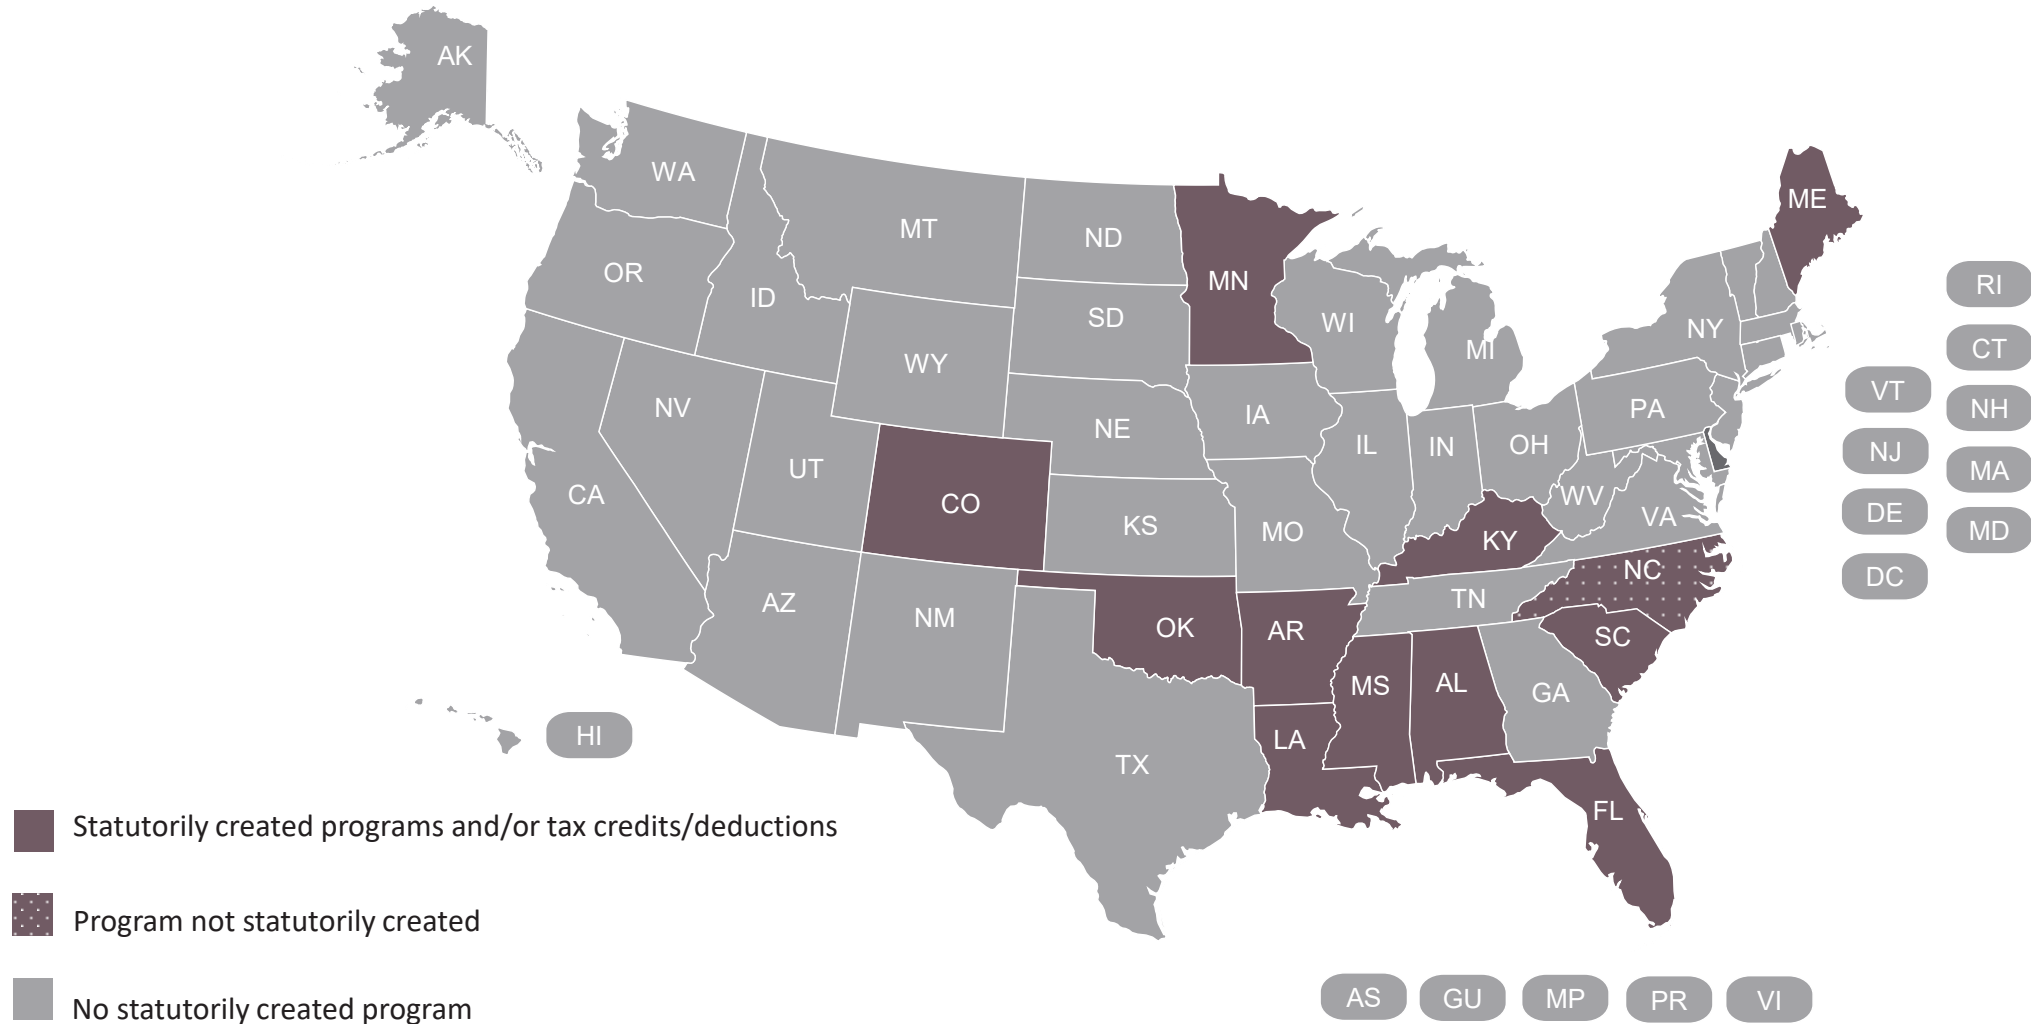 AK
WA
ME
MT
ND
OR
MN
RI
ID
SD
WI
NY
MI
CT
WY
VT
NV
PA
NH
IA
NE
IL
IN
OH
NJ
UT
MA
CA
CO
WV
DE
KS
VA
MO
KY
MD
NC
DC
AZ
TN
NM
OK
AR
SC
MS
AL
GA
HI
LA
TX
FL
Statutorily created programs and/or tax credits/deductions
Program not statutorily created
No statutorily created program
AS
GU
MP
PR
VI